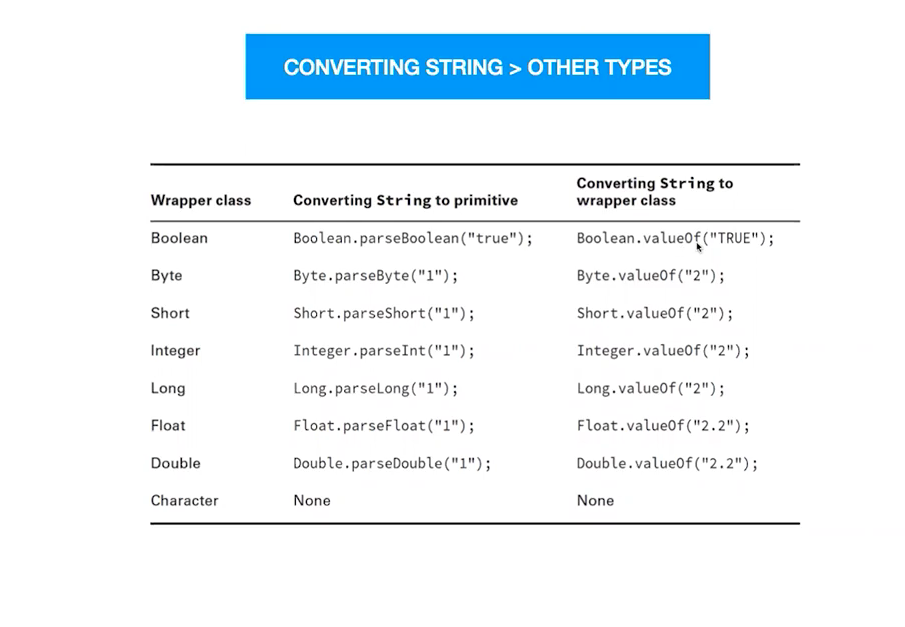 CONVERTING STRING > OTHER TYPES
Wrapper class Converting String to primitive Converting String to wrapper class
Boolean Boolean.parseBoolean("true"); Boolean.valueOf("TRUE");
Byte Byte.parseByte("1"); Byte.valueOf("2");
Short Short.parseShort("1"); Short.valueOf("2");
Integer Integer.parseInt("1"); Integer.valueOf("2");
Long Long.parseLong("1"); Long.valueOf("2");
Float Float.parseFloat("1"); Float.valueOf("2.2");
Double Double.parseDouble("1"); Double.valueOf("2.2");
Character None None